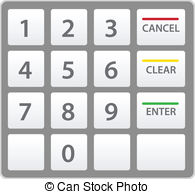 1 2 3 CANCEL
4 5 6 CLEAR
7 8 9 ENTER
0
© Can Stock Photo